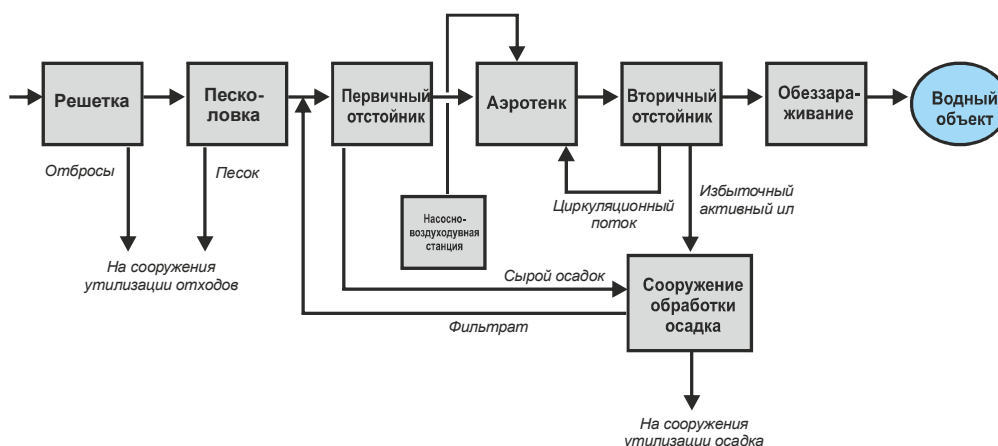 Решетка
Песко-
ловка
Первичный
отстойник
Аэротенк
Вторичный
отстойник
Обеззара-
живание
Водный
объект
Отбросы
Песок
Циркуляционный
поток
Избыточный
активный ил
Насосно-
воздуходувная
станция
На сооружения
утилизации отходов
Сырой осадок
Сооружение
обработки
осадка
Фильтрат
На сооружения
утилизации осадка